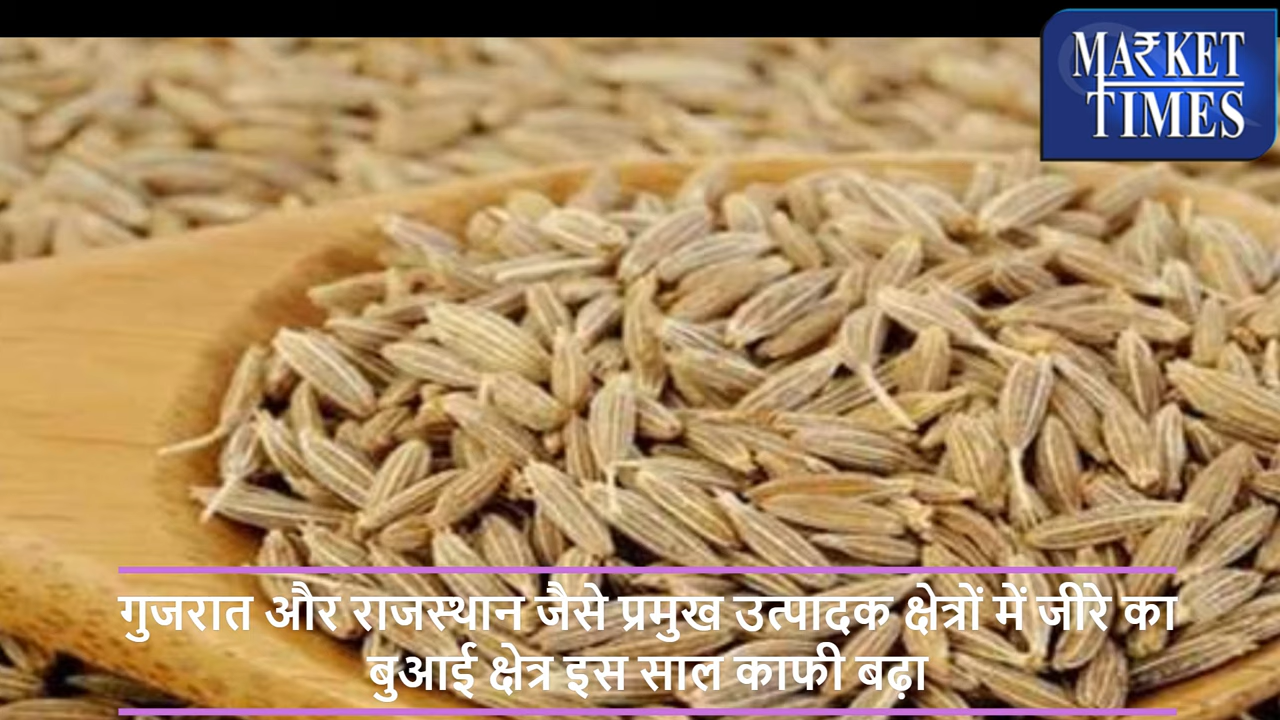 MA₹KET
TIMES
गुजरात और राजस्थान जैसे प्रमुख उत्पादक क्षेत्रों में जीरे का
बुआई क्षेत्र इस साल काफी बढ़ा